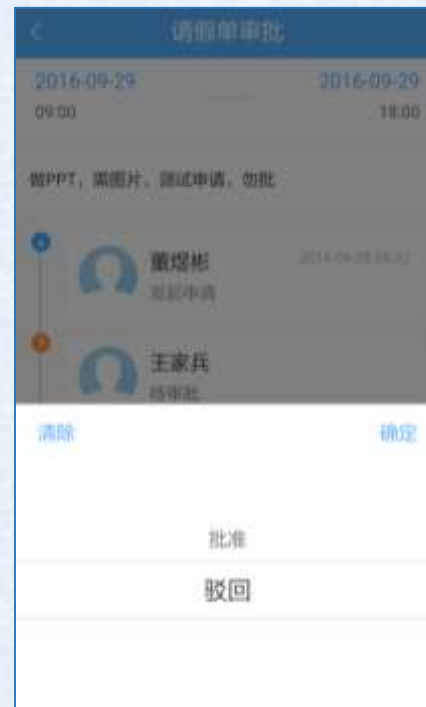 请假单审批
2016-09-29 2016-09-29
09:00 18:00
做PPT，需图片，测试申请，勿批
董煜彬
发起申请
王家兵
待审批
清除 确定
批准
驳回